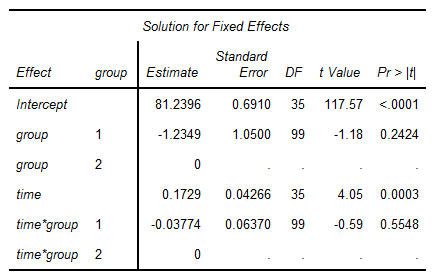 Solution for Fixed Effects
Effect group Estimate Standard Error DF t Value Pr > |t|
Intercept 81.2396 0.6910 35 117.57 <.0001
group 1 -1.2349 1.0500 99 -1.18 0.2424
group 2 0 . . . .
time 0.1729 0.04266 35 4.05 0.0003
time*group 1 -0.03774 0.06370 99 -0.59 0.5548
time*group 2 0 . . . .